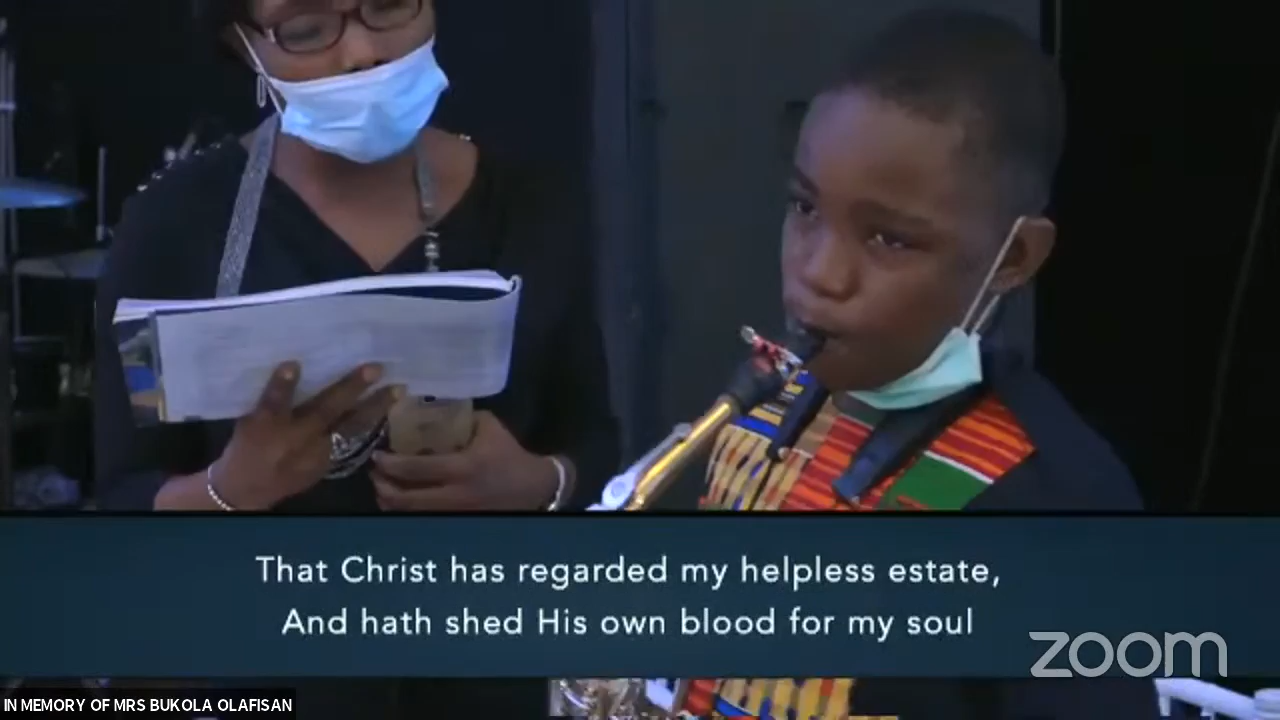 That Christ has regarded my helpless estate,
And hath shed His own blood for my soul
zoom
IN MEMORY OF MRS BUKOLA OLAFISAN